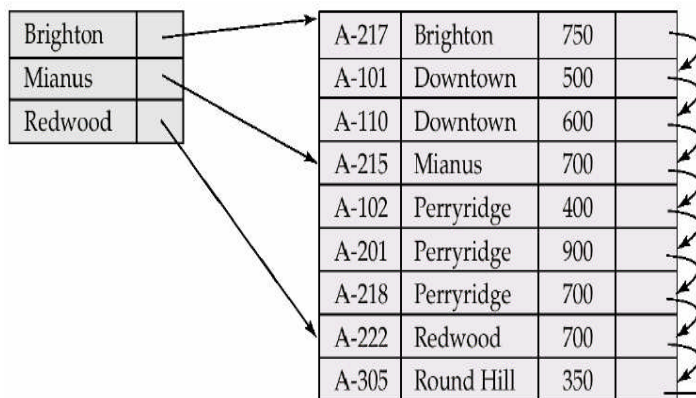 Brighton
Mianus
Redwood
A-217 Brighton 750
A-101 Downtown 500
A-110 Downtown 600
A-215 Mianus 700
A-102 Perryridge 400
A-201 Perryridge 900
A-218 Perryridge 700
A-222 Redwood 700
A-305 Round Hill 350